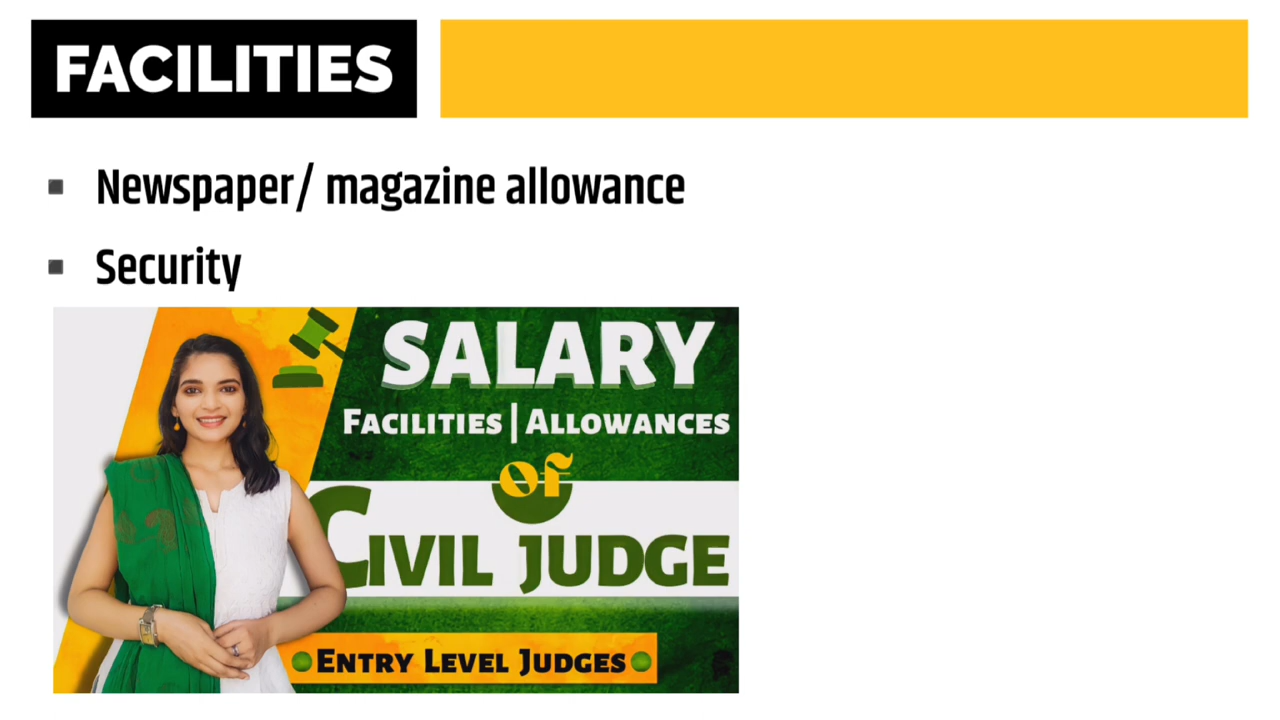 FACILITIES
Newspaper/ magazine allowance
Security
SALARY
FACILITIES | ALLOWANCES
of
CIVIL JUDGE
ENTRY LEVEL JUDGES